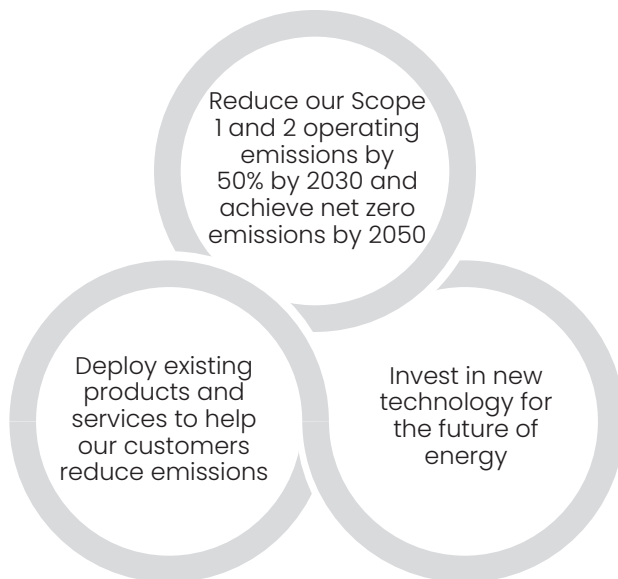 Reduce our Scope
1 and 2 operating
emissions by
50% by 2030 and
achieve net zero
emissions by 2050
Deploy existing
products and
services to help
our customers
reduce emissions
Invest in new
technology for
the future of
energy